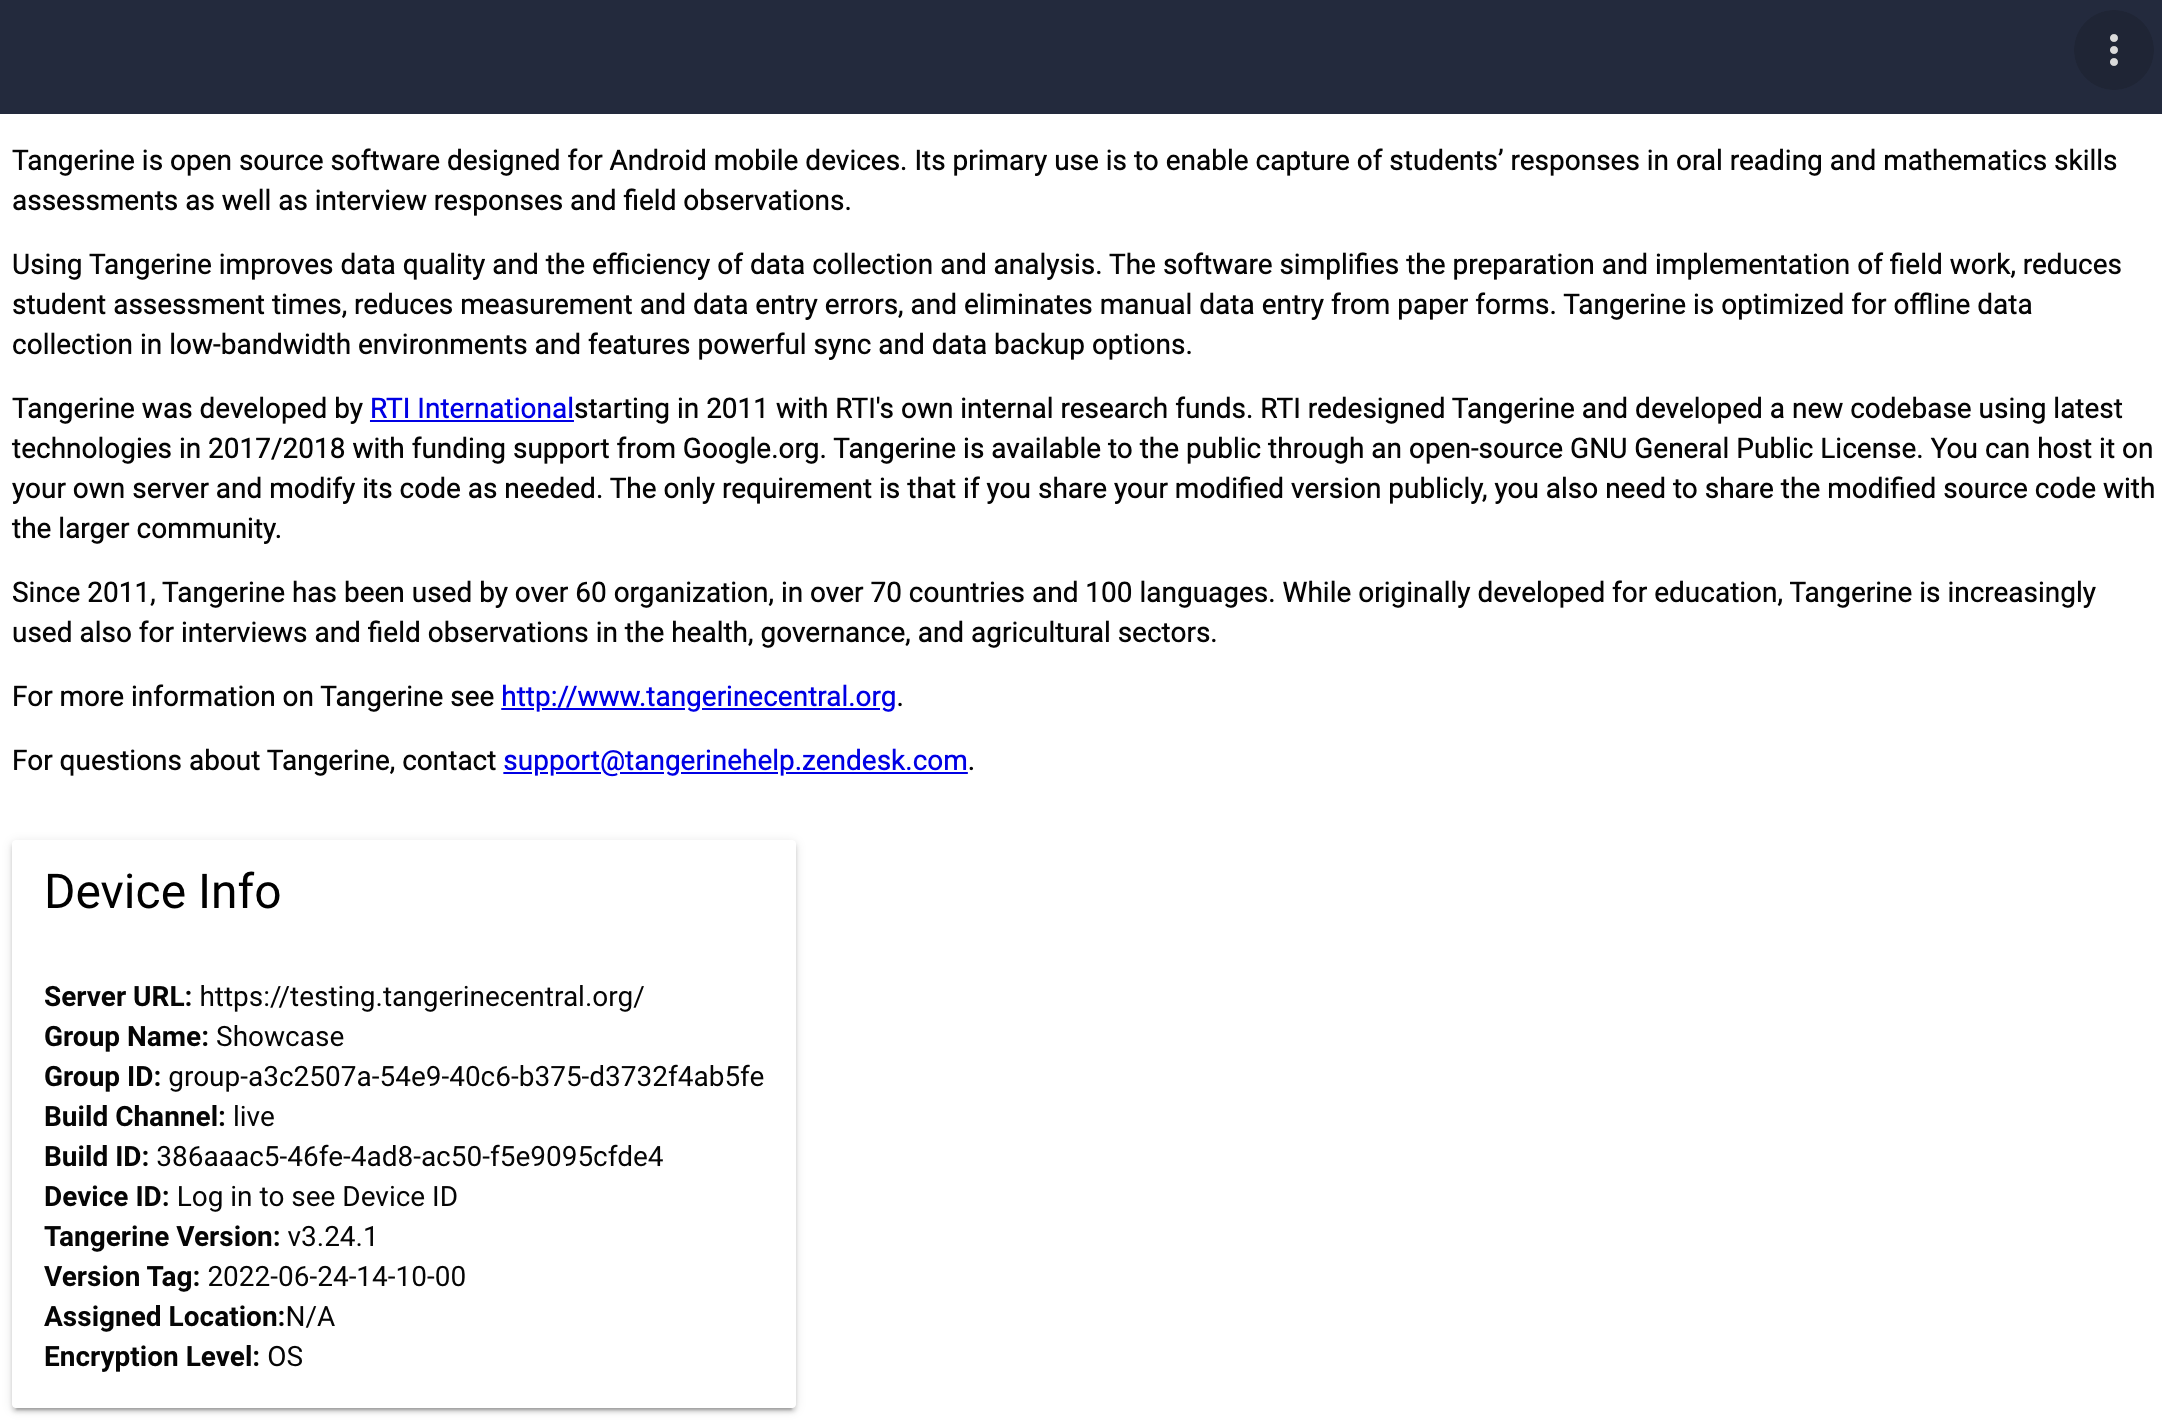 Tangerine is open source software designed for Android mobile devices. Its primary use is to enable capture of students’ responses in oral reading and mathematics skills
assessments as well as interview responses and field observations.
Using Tangerine improves data quality and the efficiency of data collection and analysis. The software simplifies the preparation and implementation of field work, reduces
student assessment times, reduces measurement and data entry errors, and eliminates manual data entry from paper forms. Tangerine is optimized for offline data
collection in low-bandwidth environments and features powerful sync and data backup options.
Tangerine was developed by RTI Internationalstarting in 2011 with RTI's own internal research funds. RTI redesigned Tangerine and developed a new codebase using latest
technologies in 2017/2018 with funding support from Google.org. Tangerine is available to the public through an open-source GNU General Public License. You can host it on
your own server and modify its code as needed. The only requirement is that if you share your modified version publicly, you also need to share the modified source code with
the larger community.
Since 2011, Tangerine has been used by over 60 organization, in over 70 countries and 100 languages. While originally developed for education, Tangerine is increasingly
used also for interviews and field observations in the health, governance, and agricultural sectors.
For more information on Tangerine see http://www.tangerinecentral.org.
For questions about Tangerine, contact support@tangerinehelp.zendesk.com.
Device Info
Server URL: https://testing.tangerinecentral.org/
Group Name: Showcase
Group ID: group-a3c2507a-54e9-40c6-b375-d3732f4ab5fe
Build Channel: live
Build ID: 386aaac5-46fe-4ad8-ac50-f5e9095cfde4
Device ID: Log in to see Device ID
Tangerine Version: v3.24.1
Version Tag: 2022-06-24-14-10-00
Assigned Location:N/A
Encryption Level: OS